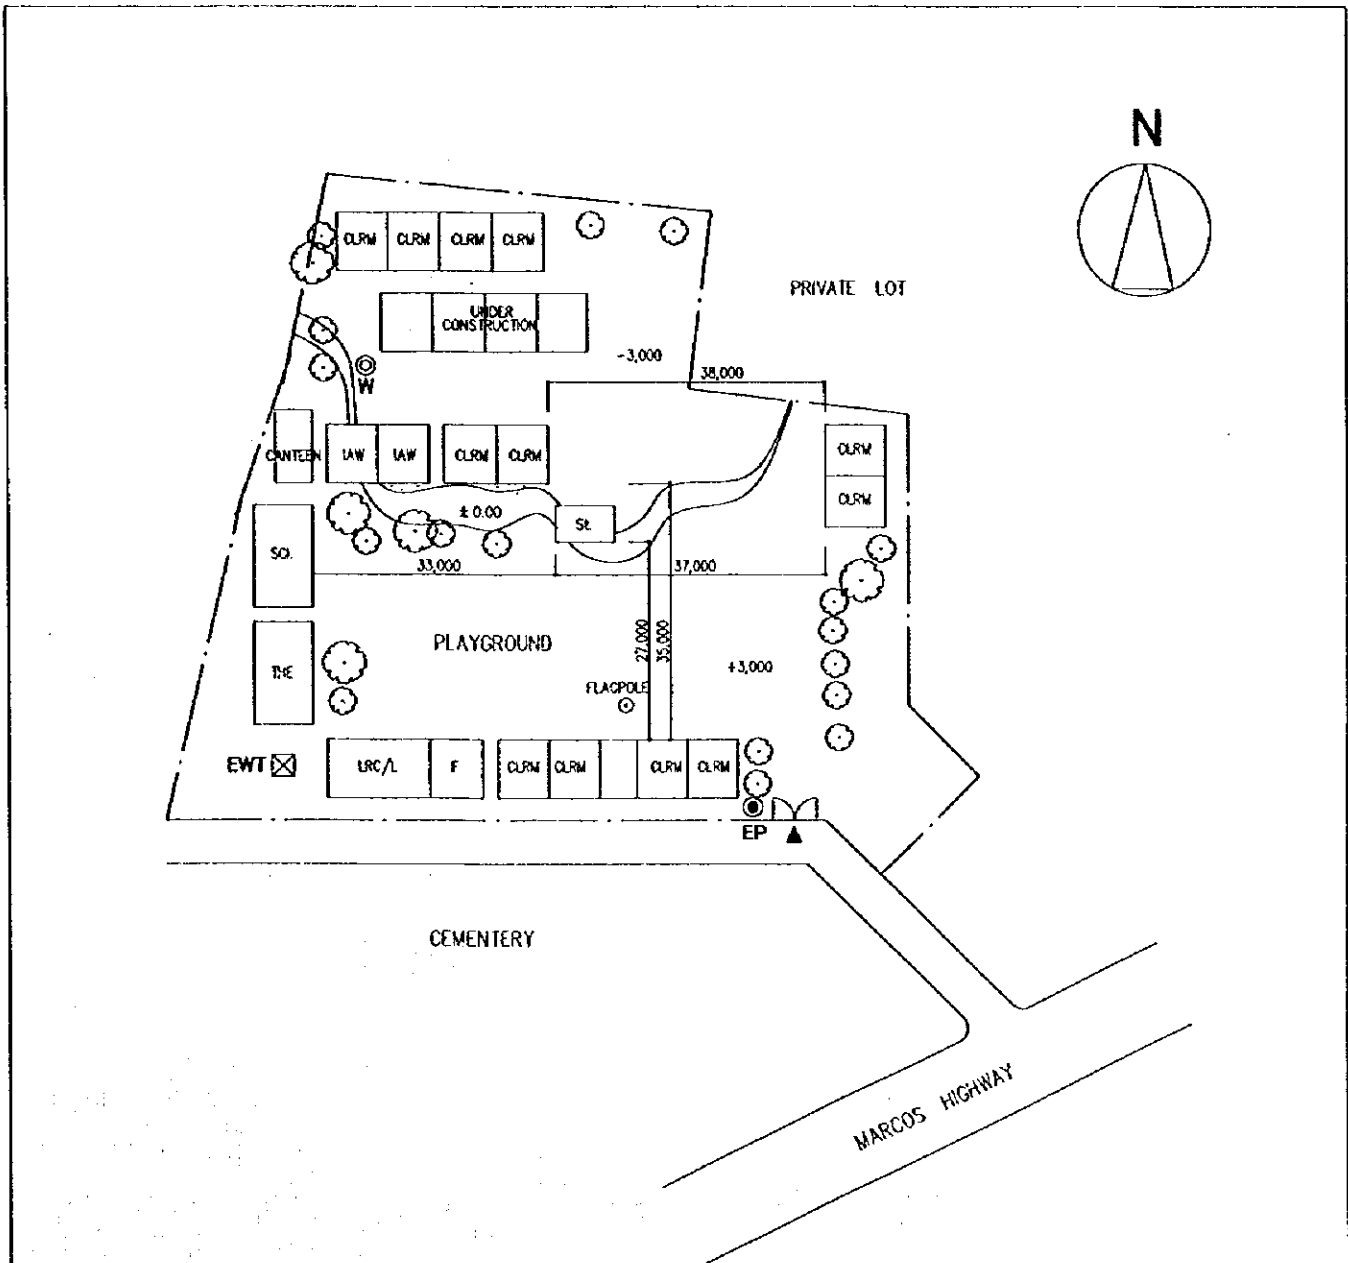 N
CLRM CLRM CLRM CLRM
PRIVATE LOT
UNDER
CONSTRUCTION
-3,000
38,000
W
CANTEEN IAW IAW CLRM CLRM
CLRM
CLRM
± 0.00
St.
SCI.
33,000
37,000
PLAYGROUND
27,000
35,000
+3,000
THE
FLAGPOLE
EWT
LRC/L F CLRM CLRM CLRM CLRM
EP
CEMENTERY
MARCOS HIGHWAY